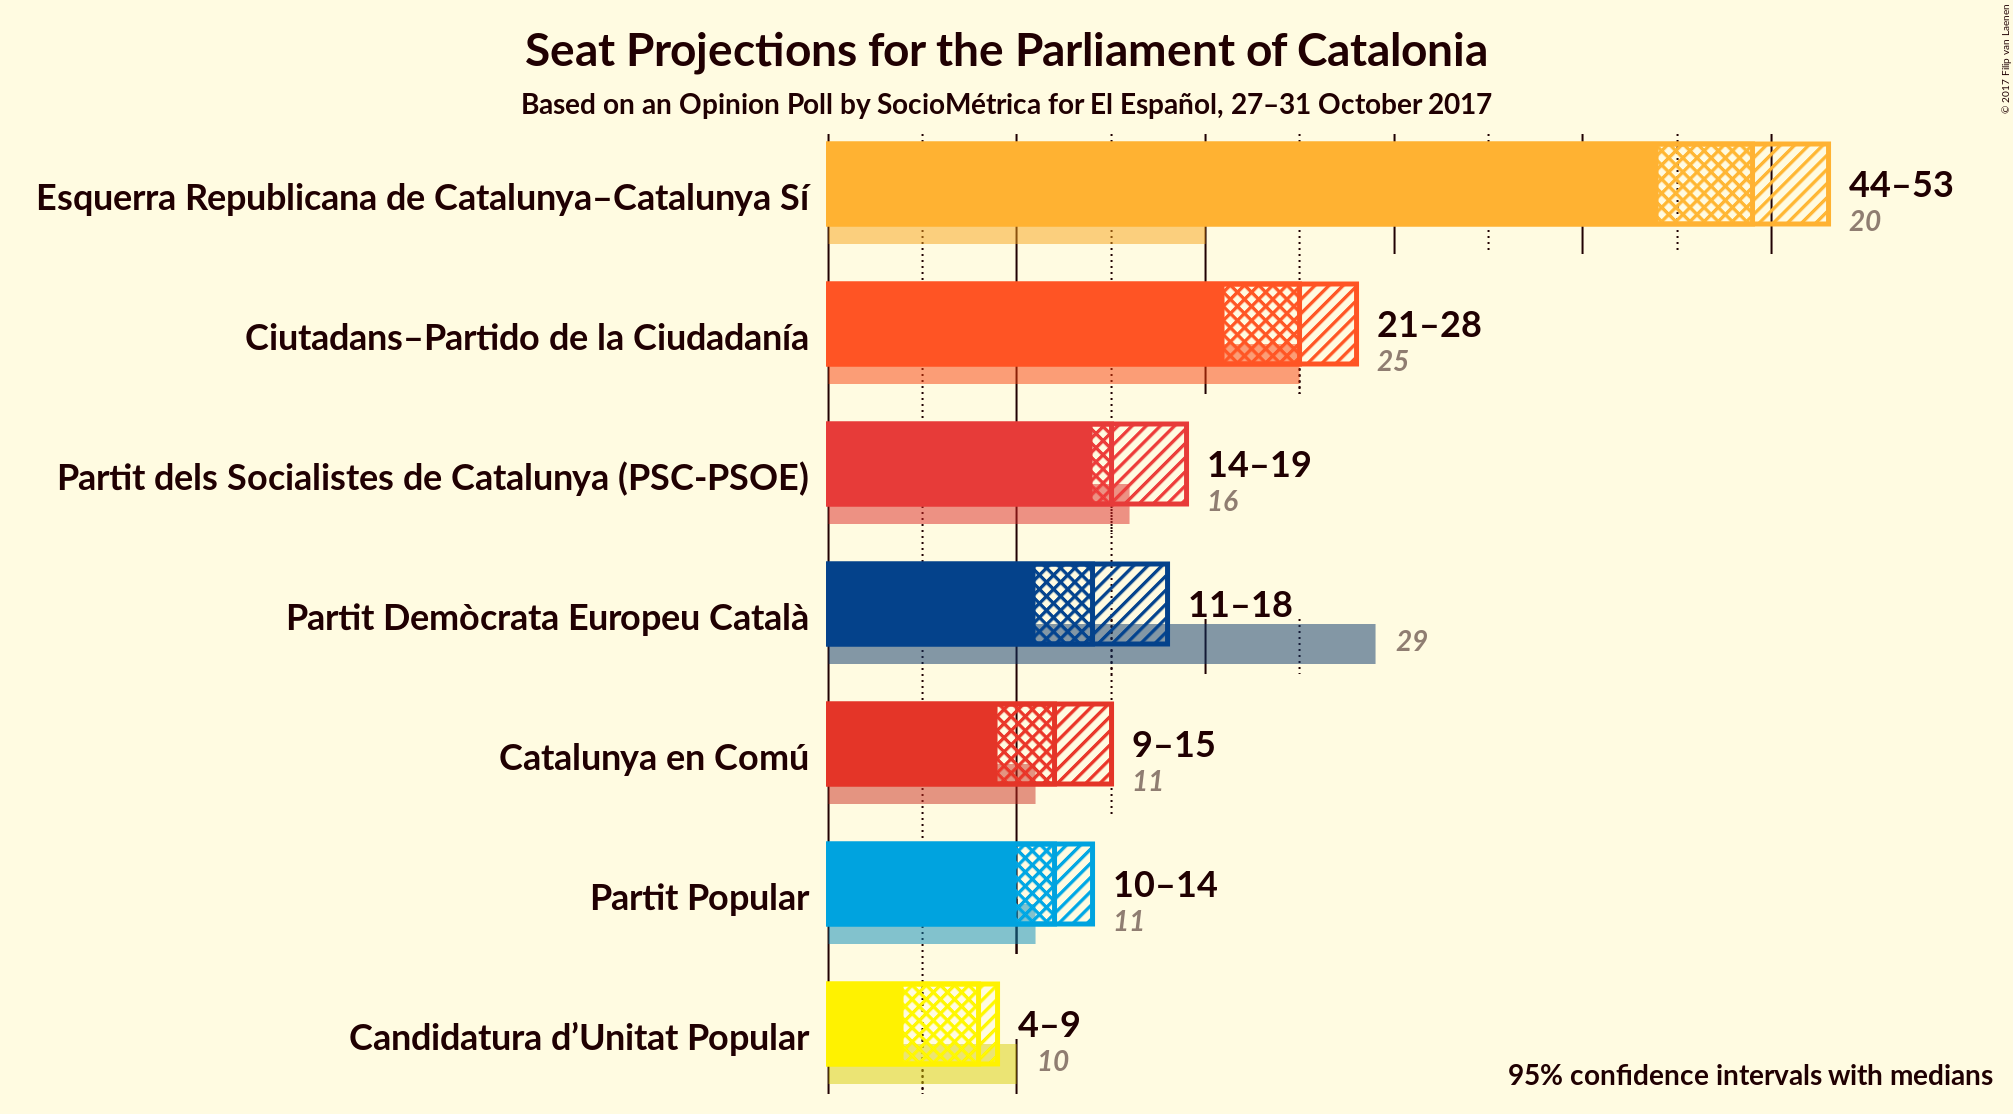 Seat Projections for the Parliament of Catalonia
Based on an Opinion Poll by SocioMétrica for El Español, 27–31 October 2017
© 2017 Filip van Laenen
Esquerra Republicana de Catalunya–Catalunya Sí
44–53
20
Ciutadans–Partido de la Ciudadanía
21–28
25
Partit dels Socialistes de Catalunya (PSC-PSOE)
14–19
16
Partit Demòcrata Europeu Català
11–18
29
Catalunya en Comú
9–15
11
Partit Popular
10–14
11
Candidatura d’Unitat Popular
4–9
10
95% confidence intervals with medians